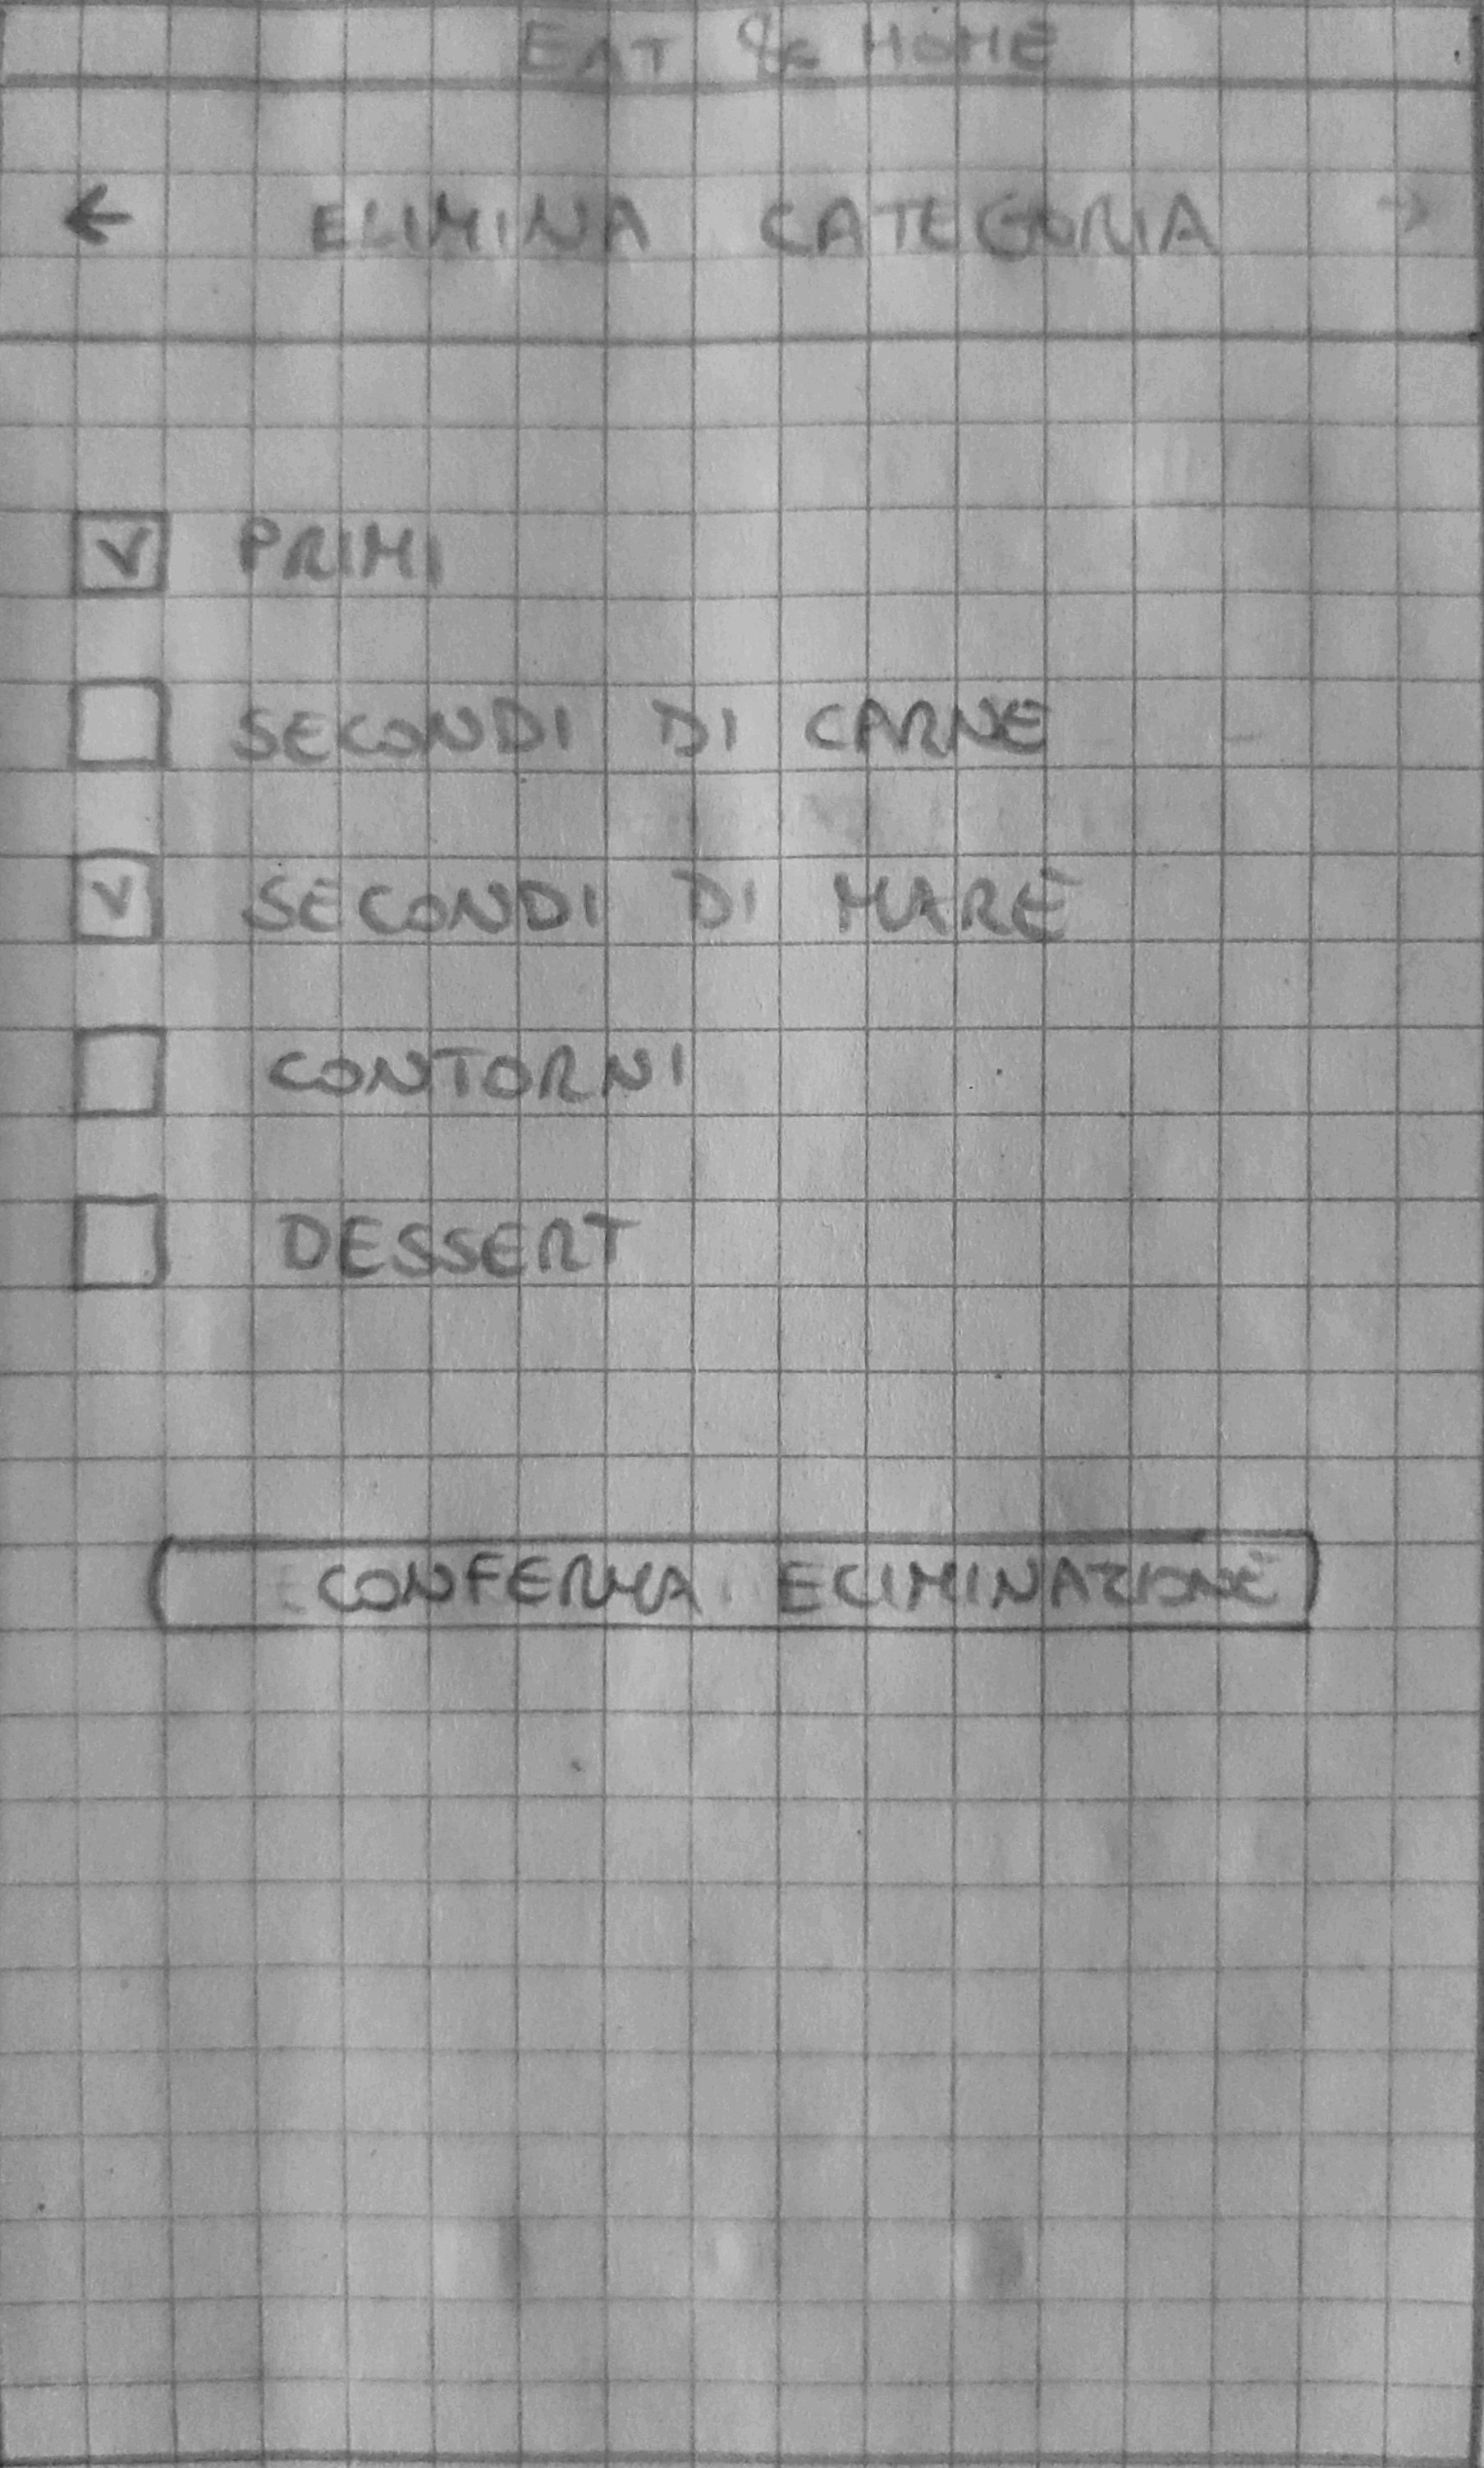 EAT & HOME
← ELIMINA CATEGORIA →
PRIMI
SECONDI DI CARNE
SECONDI DI MARE
CONTORNI
DESSERT
CONFERMA ELIMINAZIONE